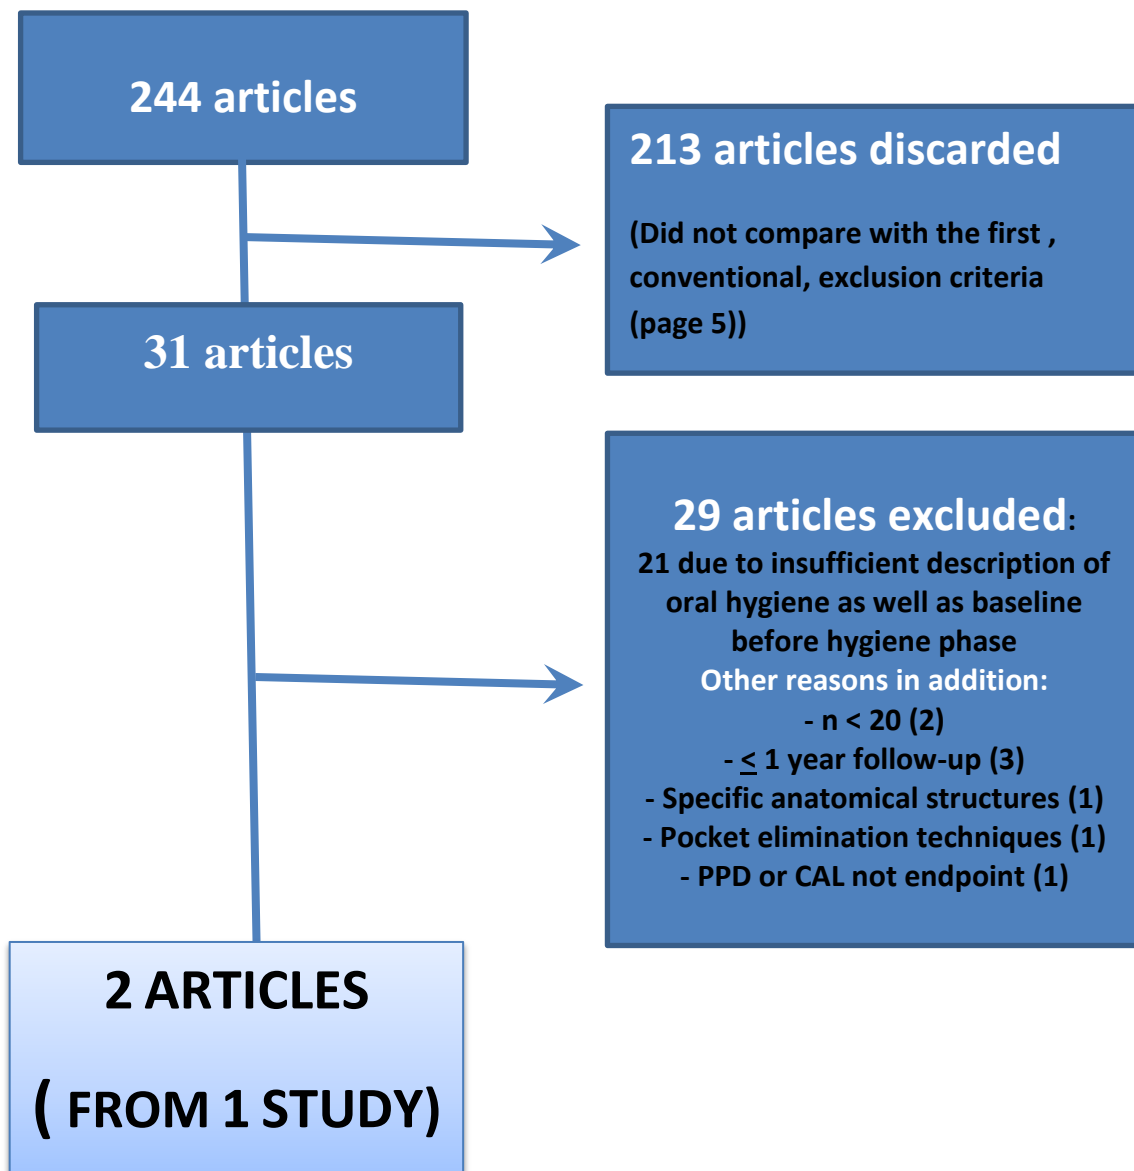 244 articles
213 articles discarded
(Did not compare with the first ,
conventional, exclusion criteria
(page 5))
31 articles
29 articles excluded:
21 due to insufficient description of
oral hygiene as well as baseline
before hygiene phase
Other reasons in addition:
- n < 20 (2)
- ≤ 1 year follow-up (3)
- Specific anatomical structures (1)
- Pocket elimination techniques (1)
- PPD or CAL not endpoint (1)
2 ARTICLES
( FROM 1 STUDY)